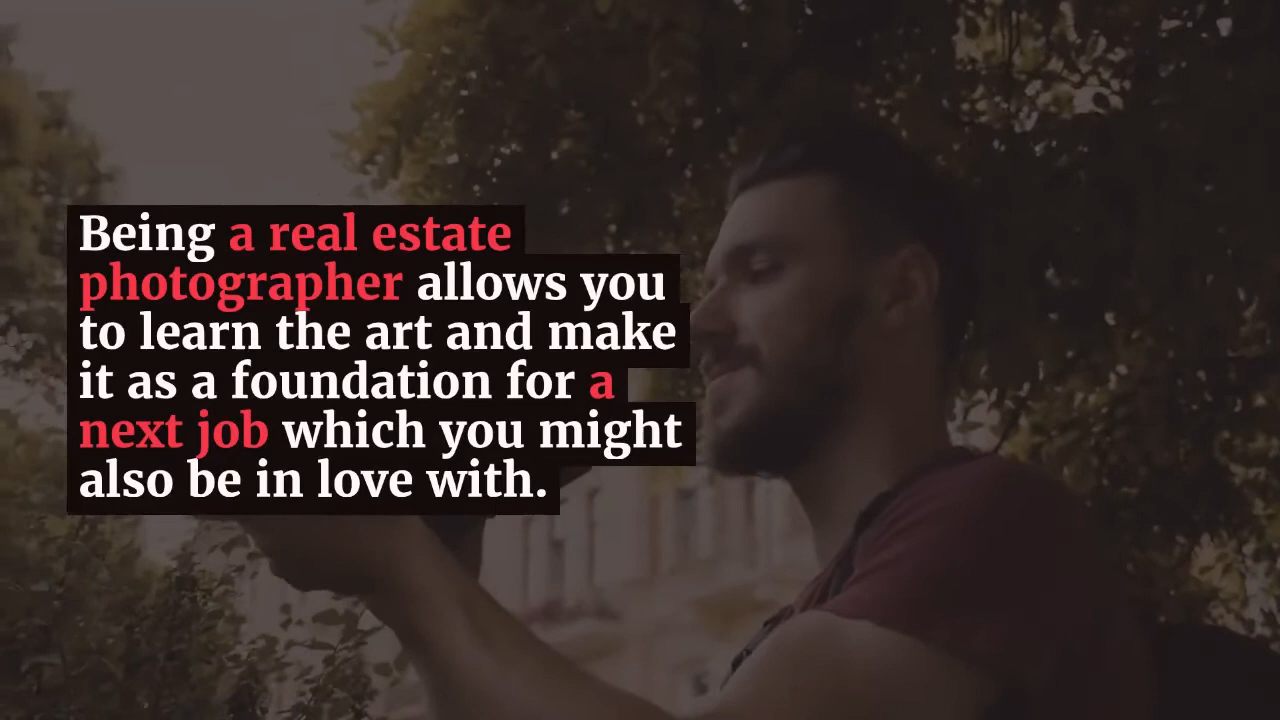 Being a real estate
photographer allows you
to learn the art and make
it as a foundation for a
next job which you might
also be in love with.